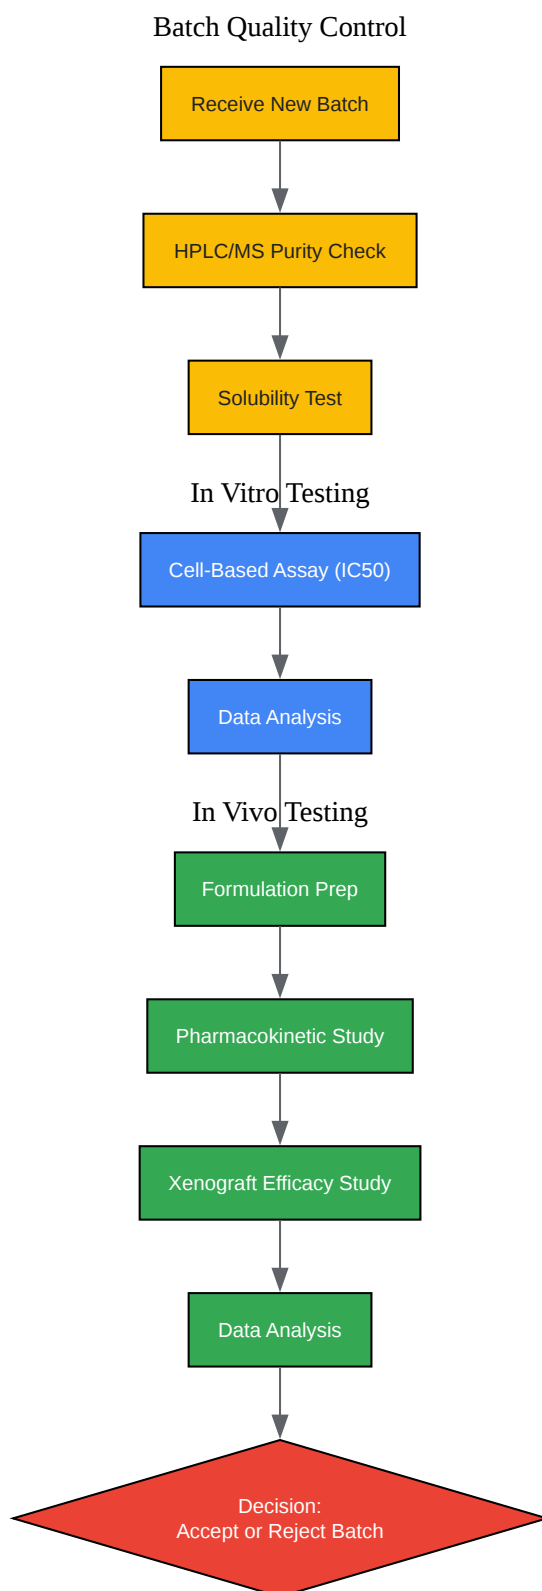 Batch Quality Control
Receive New Batch
HPLC/MS Purity Check
Solubility Test
In Vitro Testing
Cell-Based Assay (IC50)
Data Analysis
In Vivo Testing
Formulation Prep
Pharmacokinetic Study
Xenograft Efficacy Study
Data Analysis
Decision:
Accept or Reject Batch